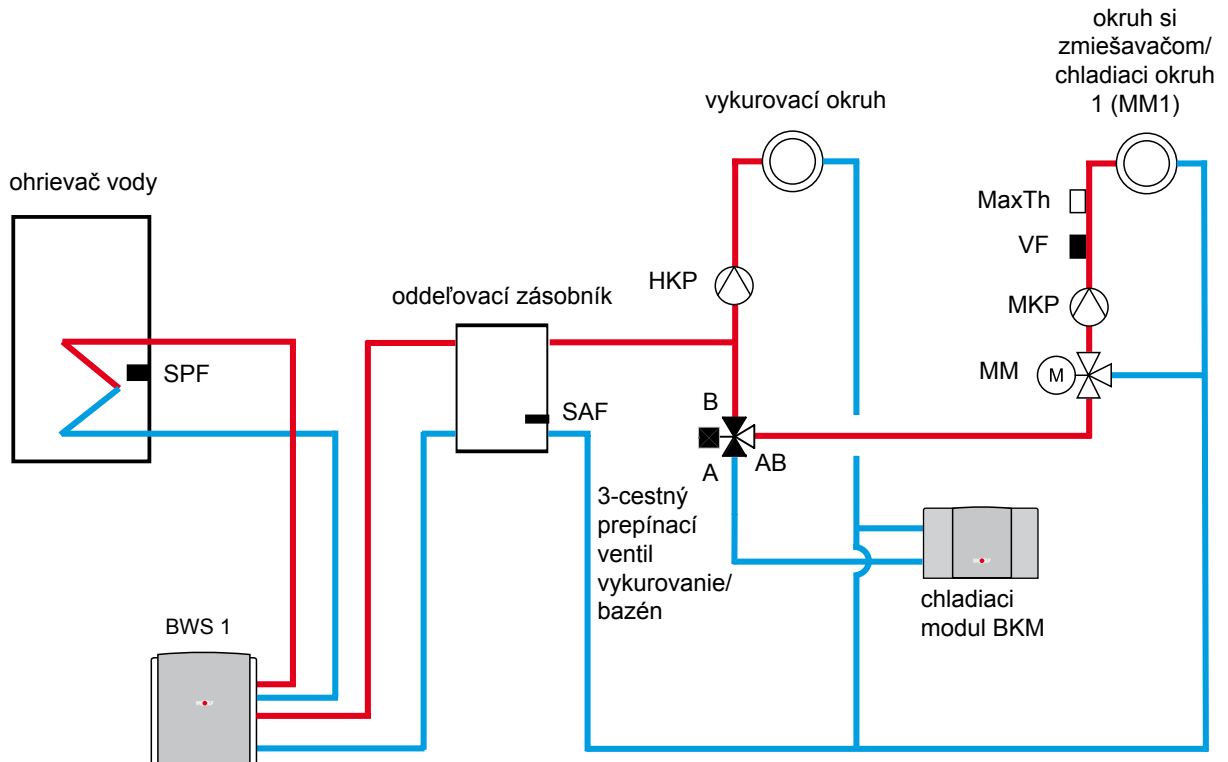 okruh si
zmiešavačom/
chladiaci okruh
1 (MM1)
vykurovací okruh
ohrievač vody
MaxTh
VF
HKP
oddeľovací zásobník
MKP
SPF
MM
M
B
SAF
A
AB
3-cestný
prepínací
ventil
vykurovanie/
bazén
chladiaci
modul BKM
BWS 1